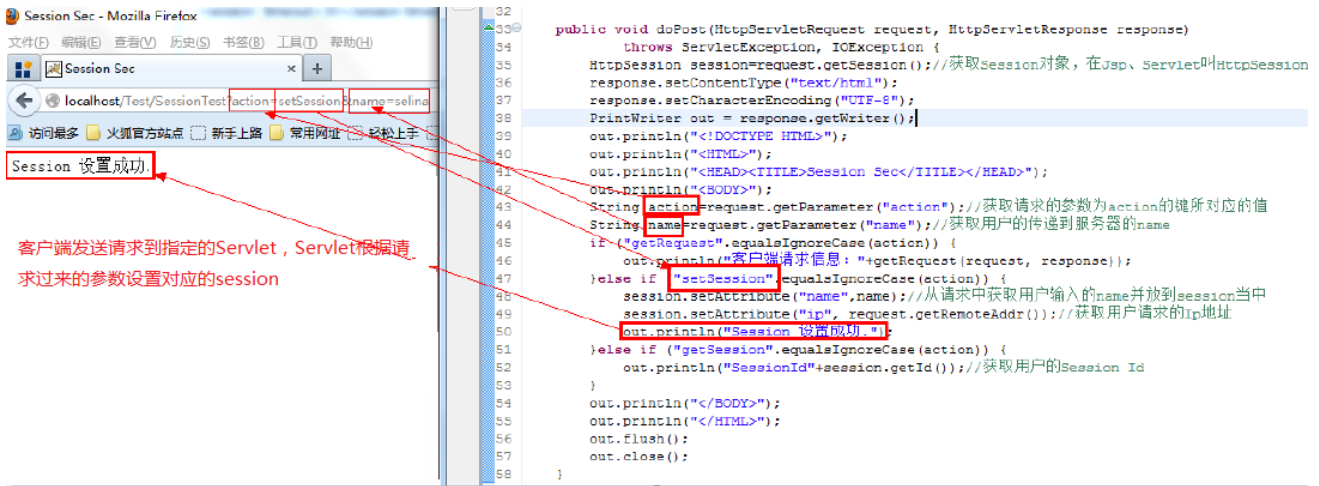 Session Sec - Mozilla Firefox
文件(F) 编辑(E) 查看(V) 历史(S) 书签(B) 工具(T) 帮助(H)
Session Sec × +
localhost/Test/SessionTest?action=setSession&name=selina
访问最多 火狐官方站点 新手上路 常用网址 轻松上手
Session 设置成功.
客户端发送请求到指定的Servlet，Servlet根据请
求过来的参数设置对应的session
32
33 public void doPost(HttpServletRequest request, HttpServletResponse response)
34 throws ServletException, IOException {
35 HttpSession session=request.getSession();//获取Session对象，在Jsp、Servlet叫HttpSession
36 response.setContentType("text/html");
37 response.setCharacterEncoding("UTF-8");
38 PrintWriter out = response.getWriter();
39 out.println("<!DOCTYPE HTML>");
40 out.println("<HTML>");
41 out.println("<HEAD><TITLE>Session Sec</TITLE></HEAD>");
42 out.println("<BODY>");
43 String action=request.getParameter("action");//获取请求的参数为action的键所对应的值
44 String name=request.getParameter("name");//获取用户的传递到服务器的name
45 if ("getRequest".equalsIgnoreCase(action)) {
46 out.println("客户端请求信息："+getRequest(request, response));
47 }else if ("setSession".equalsIgnoreCase(action)) {
48 session.setAttribute("name",name);//从请求中获取用户输入的name并放到session当中
49 session.setAttribute("ip", request.getRemoteAddr());//获取用户请求的Ip地址
50 out.println("Session 设置成功.");
51 }else if ("getSession".equalsIgnoreCase(action)) {
52 out.println("SessionId"+session.getId());//获取用户的Session Id
53 }
54 out.println("</BODY>");
55 out.println("</HTML>");
56 out.flush();
57 out.close();
58 }